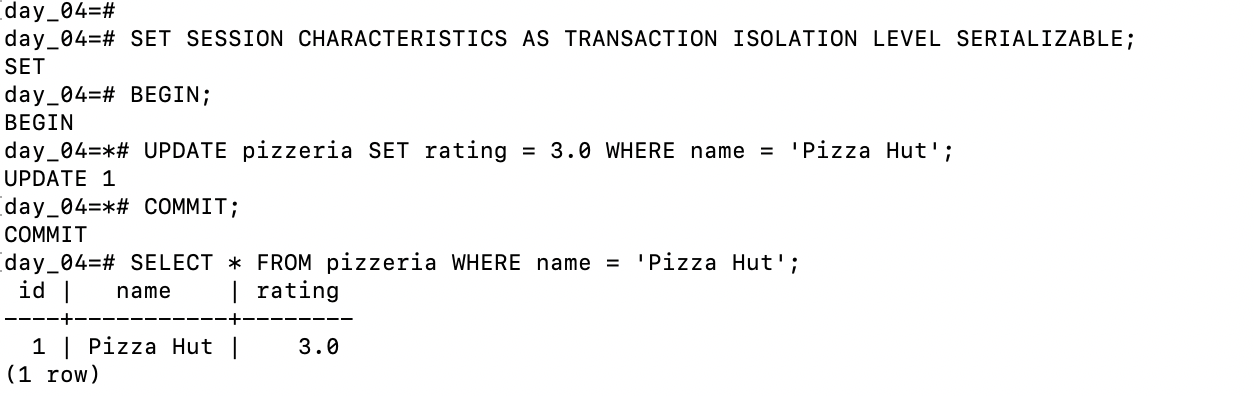 day_04=#
day_04=# SET SESSION CHARACTERISTICS AS TRANSACTION ISOLATION LEVEL SERIALIZABLE;
SET
day_04=# BEGIN;
BEGIN
day_04=*# UPDATE pizzeria SET rating = 3.0 WHERE name = 'Pizza Hut';
UPDATE 1
day_04=*# COMMIT;
COMMIT
day_04=# SELECT * FROM pizzeria WHERE name = 'Pizza Hut';
 id |   name    | rating
----+-----------+--------
  1 | Pizza Hut |    3.0
(1 row)